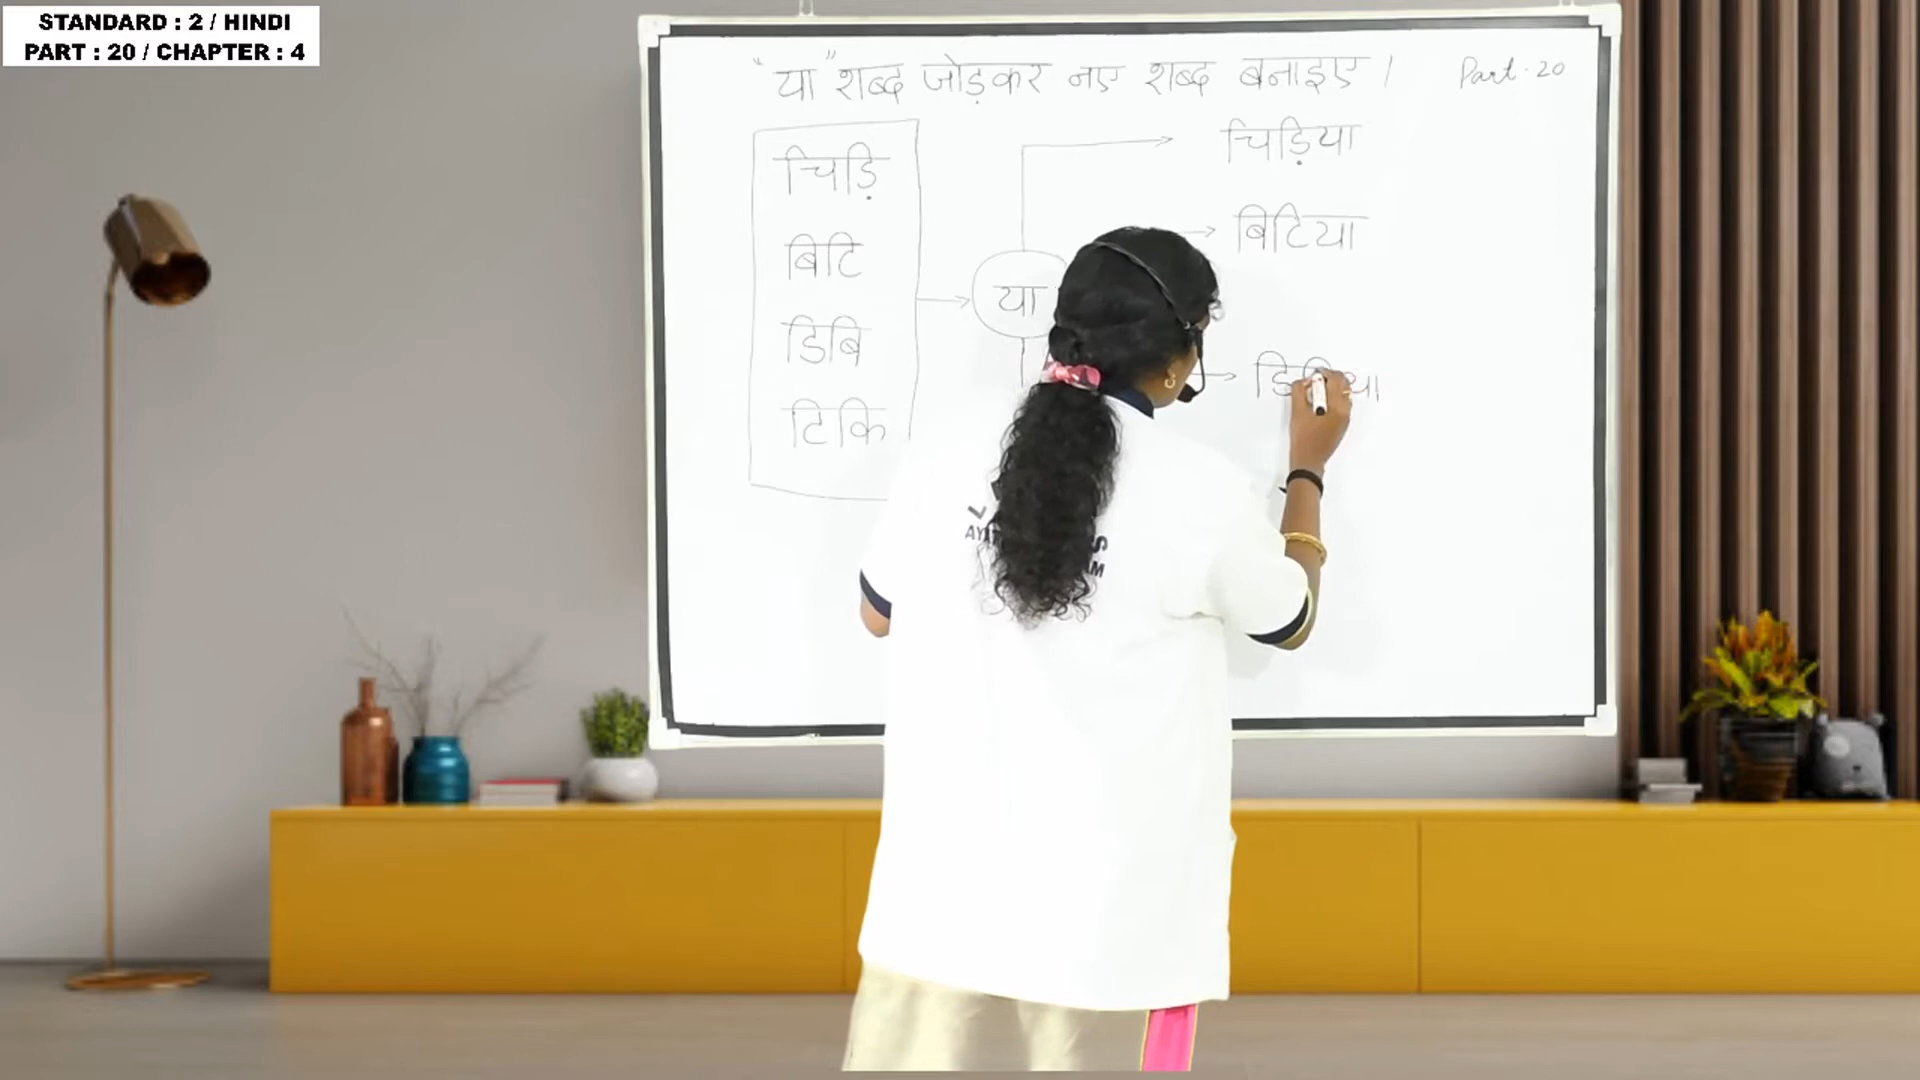 STANDARD : 2 / HINDI
PART : 20 / CHAPTER : 4
"या" शब्द जोड़कर नए शब्द बनाइए। Part. 20
चिड़ि
बिटि
डिबि
टिकि
या
चिड़िया
बिटिया